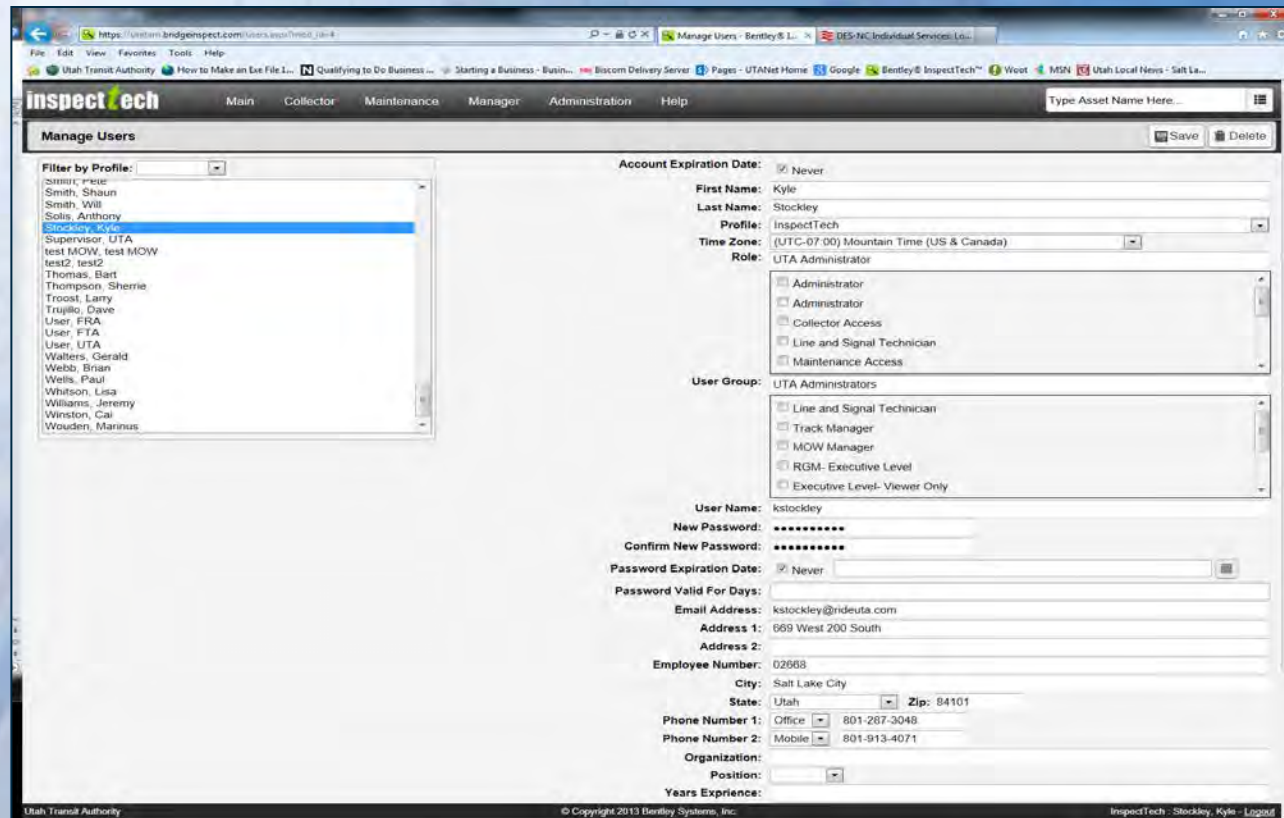 https:// .bridgeinspect.com/users.aspx?mod_id=4
Manage Users - Bentley® I...
DES-NC Individual Services: Lo...
File Edit View Favorites Tools Help
Utah Transit Authority How to Make an Exe File I... Qualifying to Do Business ... Starting a Business - Busin... Biscom Delivery Server Pages - UTANet Home Google Bentley® InspectTech™ Woot MSN Utah Local News - Salt La...
inspecttech Main Collector Maintenance Manager Administration Help Type Asset Name Here...
Manage Users Save Delete
Filter by Profile:
Smith, Pete
Smith, Shaun
Smith, Will
Solis, Anthony
Stockley, Kyle
Supervisor, UTA
test MOW, test MOW
test2, test2
Thomas, Bart
Thompson, Sherrie
Troost, Larry
Trujillo, Dave
User, FRA
User, FTA
User, UTA
Walters, Gerald
Webb, Brian
Wells, Paul
Whitson, Lisa
Williams, Jeremy
Winston, Cai
Wouden, Marinus
Account Expiration Date: Never
First Name: Kyle
Last Name: Stockley
Profile: InspectTech
Time Zone: (UTC-07:00) Mountain Time (US & Canada)
Role: UTA Administrator
Administrator
Administrator
Collector Access
Line and Signal Technician
Maintenance Access
User Group: UTA Administrators
Line and Signal Technician
Track Manager
MOW Manager
RGM- Executive Level
Executive Level- Viewer Only
User Name: kstockley
New Password: ••••••••••
Confirm New Password: ••••••••••
Password Expiration Date: Never
Password Valid For Days:
Email Address: kstockley@rideuta.com
Address 1: 669 West 200 South
Address 2:
Employee Number: 02668
City: Salt Lake City
State: Utah Zip: 84101
Phone Number 1: Office 801-287-3048
Phone Number 2: Mobile 801-913-4071
Organization:
Position:
Years Exprience:
Utah Transit Authority © Copyright 2013 Bentley Systems, Inc. InspectTech : Stockley, Kyle - Logout